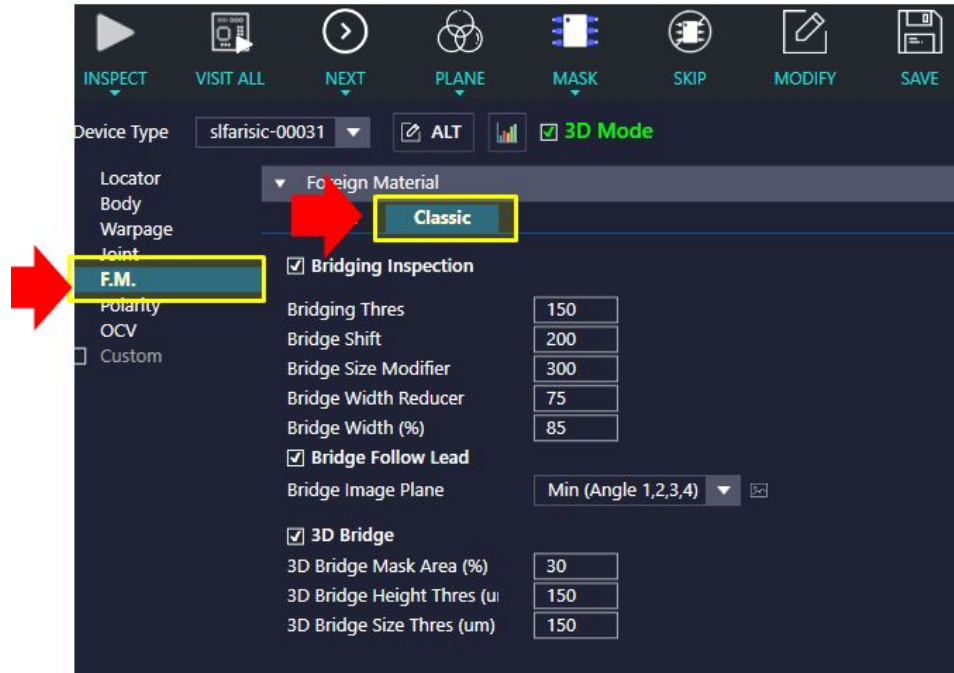 INSPECT VISIT ALL NEXT PLANE MASK SKIP MODIFY SAVE
Device Type slfarisic-00031 ALT 3D Mode
Locator
Body
Warpage
Joint
F.M.
Polarity
OCV
Custom
Foreign Material
Classic
Bridging Inspection
Bridging Thres 150
Bridge Shift 200
Bridge Size Modifier 300
Bridge Width Reducer 75
Bridge Width (%) 85
Bridge Follow Lead
Bridge Image Plane Min (Angle 1,2,3,4)
3D Bridge
3D Bridge Mask Area (%) 30
3D Bridge Height Thres (u 150
3D Bridge Size Thres (um) 150